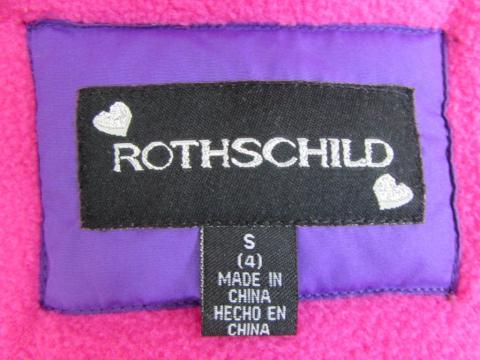 ROTHSCHILD
S
(4)
MADE IN
CHINA
HECHO EN
CHINA